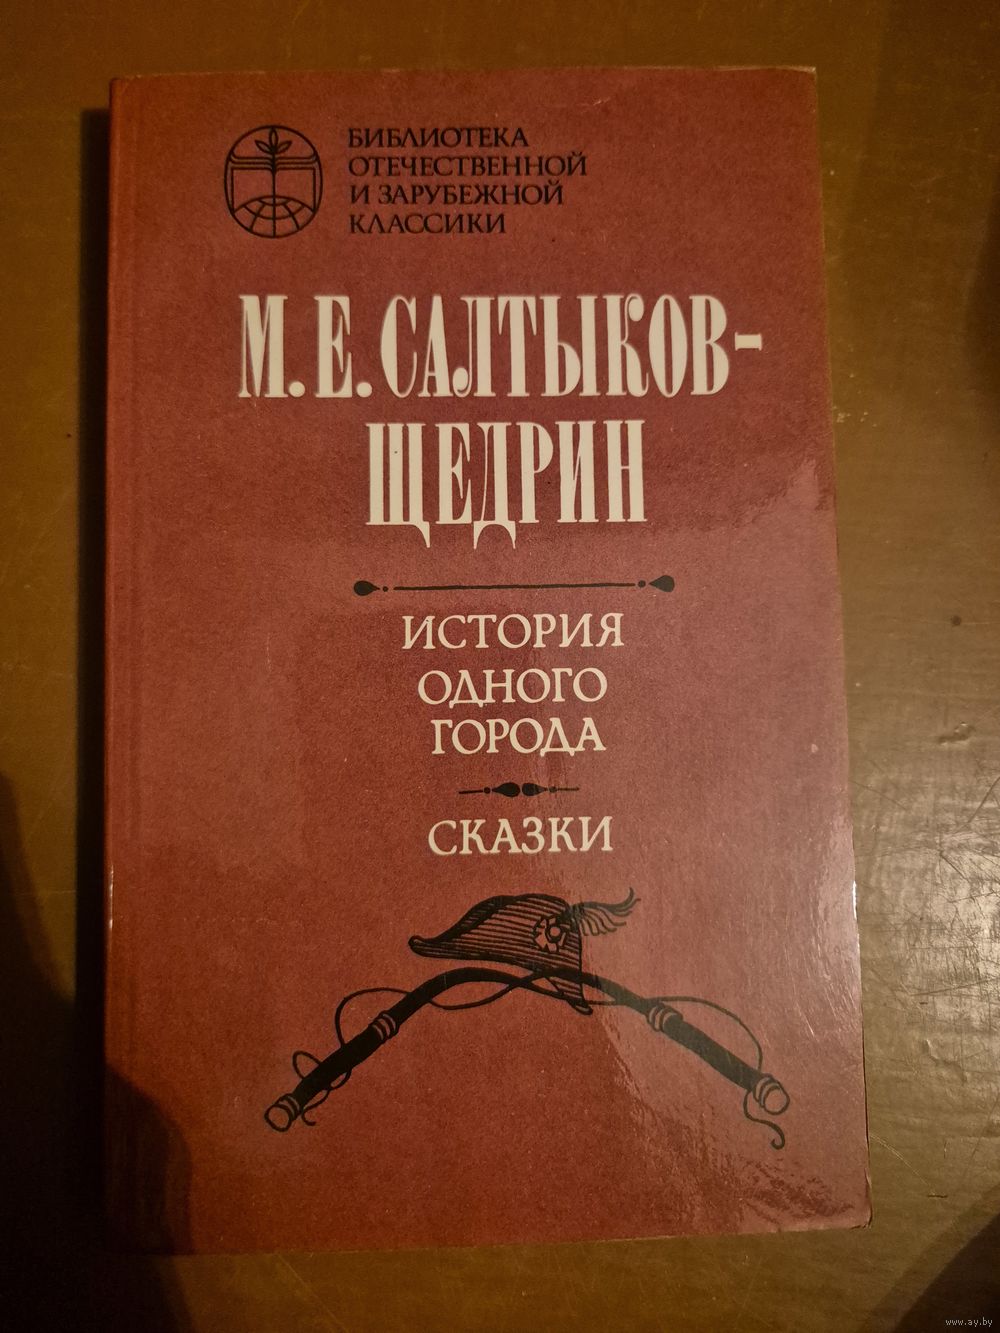 БИБЛИОТЕКА
ОТЕЧЕСТВЕННОЙ
И ЗАРУБЕЖНОЙ
КЛАССИКИ
М. Е. САЛТЫКОВ-
ЩЕДРИН
ИСТОРИЯ
ОДНОГО
ГОРОДА
СКАЗКИ
www.ay.by